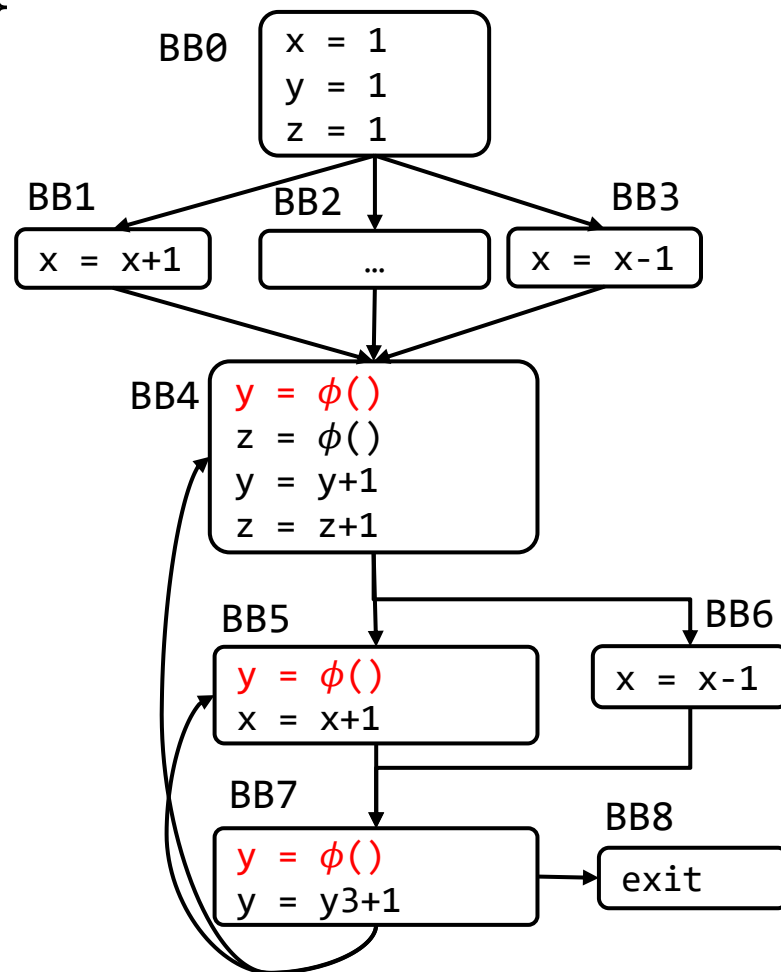 BB0
x = 1
y = 1
z = 1
BB1
BB2
BB3
x = x+1
…
x = x-1
BB4
y = ϕ()
z = ϕ()
y = y+1
z = z+1
BB5
BB6
y = ϕ()
x = x+1
x = x-1
BB7
BB8
y = ϕ()
y = y3+1
exit